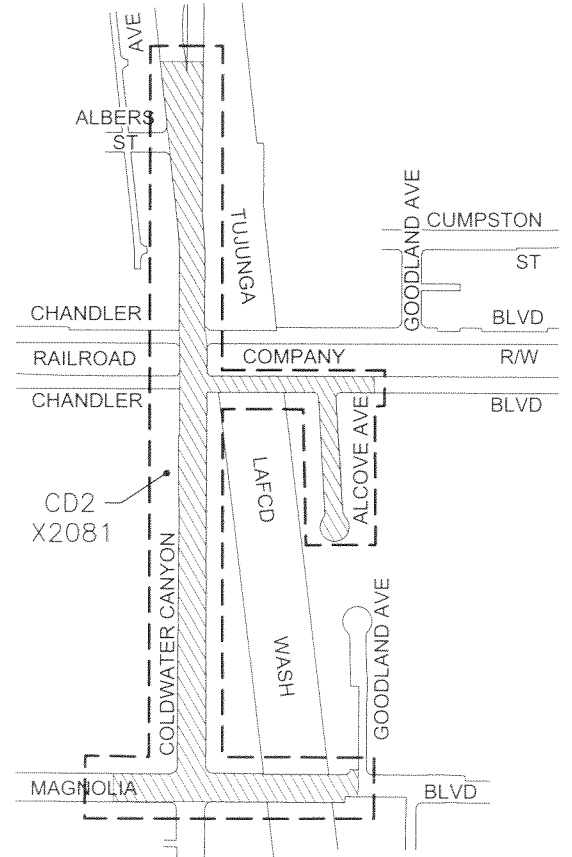 AVE
ALBERS
ST
TUJUNGA
GOODLAND AVE
CUMPSTON
ST
CHANDLER
BLVD
RAILROAD
COMPANY
R/W
CHANDLER
BLVD
ALCOVE AVE
LAFCD
CD2
X2081
COLDWATER CANYON
WASH
GOODLAND AVE
MAGNOLIA
BLVD